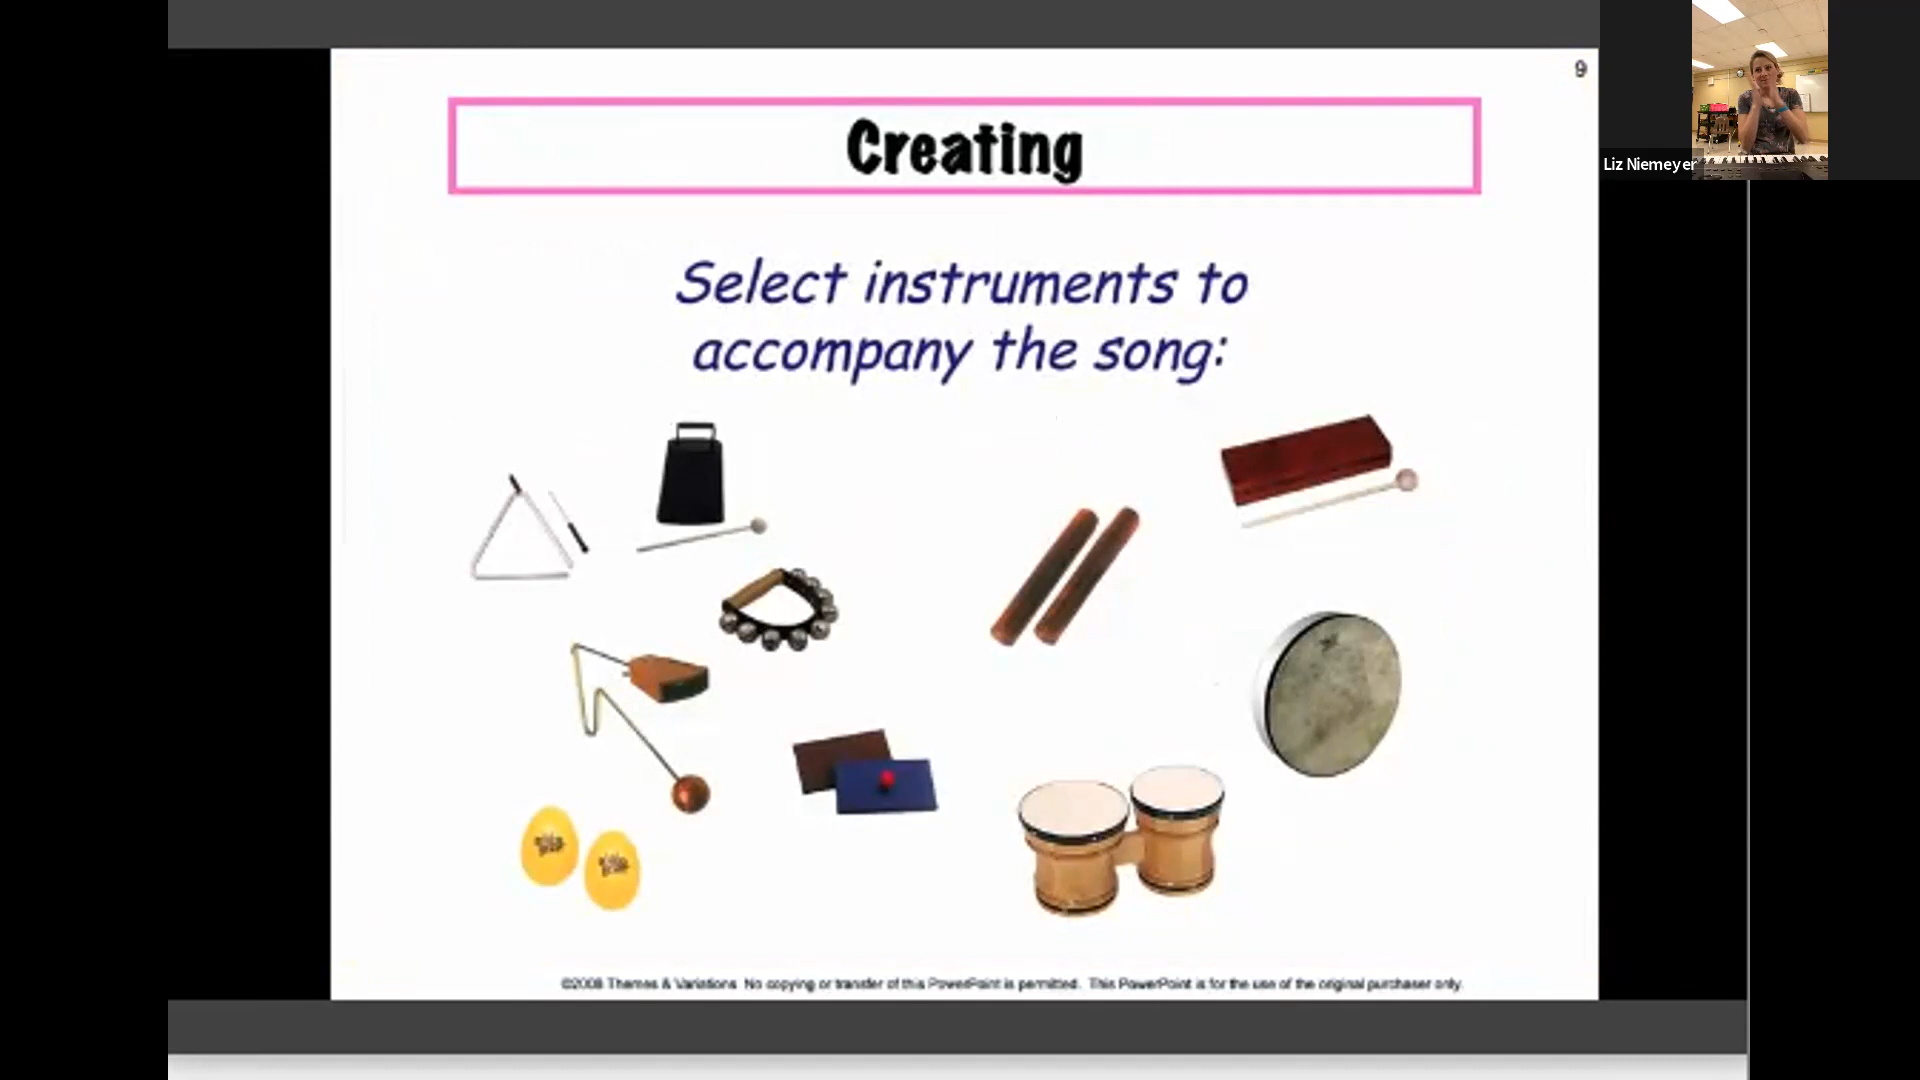 9
Creating
Liz Niemeyer
Select instruments to
accompany the song:
©2008 Themes & Variations No copying or transfer of this PowerPoint is permitted. This PowerPoint is for the use of the original purchaser only.